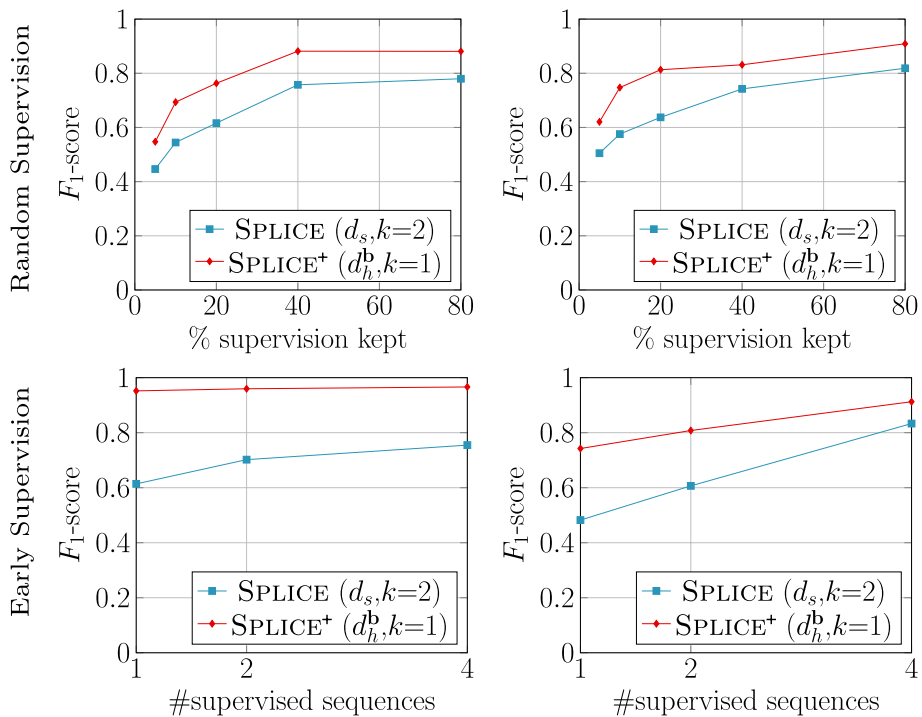 Random Supervision
F₁-score
1
0.8
0.6
0.4
0.2
0
SPLICE (dₛ,k=2)
SPLICE⁺ (d_h^b,k=1)
0 20 40 60 80
% supervision kept
F₁-score
1
0.8
0.6
0.4
0.2
0
SPLICE (dₛ,k=2)
SPLICE⁺ (d_h^b,k=1)
0 20 40 60 80
% supervision kept
Early Supervision
F₁-score
1
0.8
0.6
0.4
0.2
0
SPLICE (dₛ,k=2)
SPLICE⁺ (d_h^b,k=1)
1 2 4
#supervised sequences
F₁-score
1
0.8
0.6
0.4
0.2
0
SPLICE (dₛ,k=2)
SPLICE⁺ (d_h^b,k=1)
1 2 4
#supervised sequences